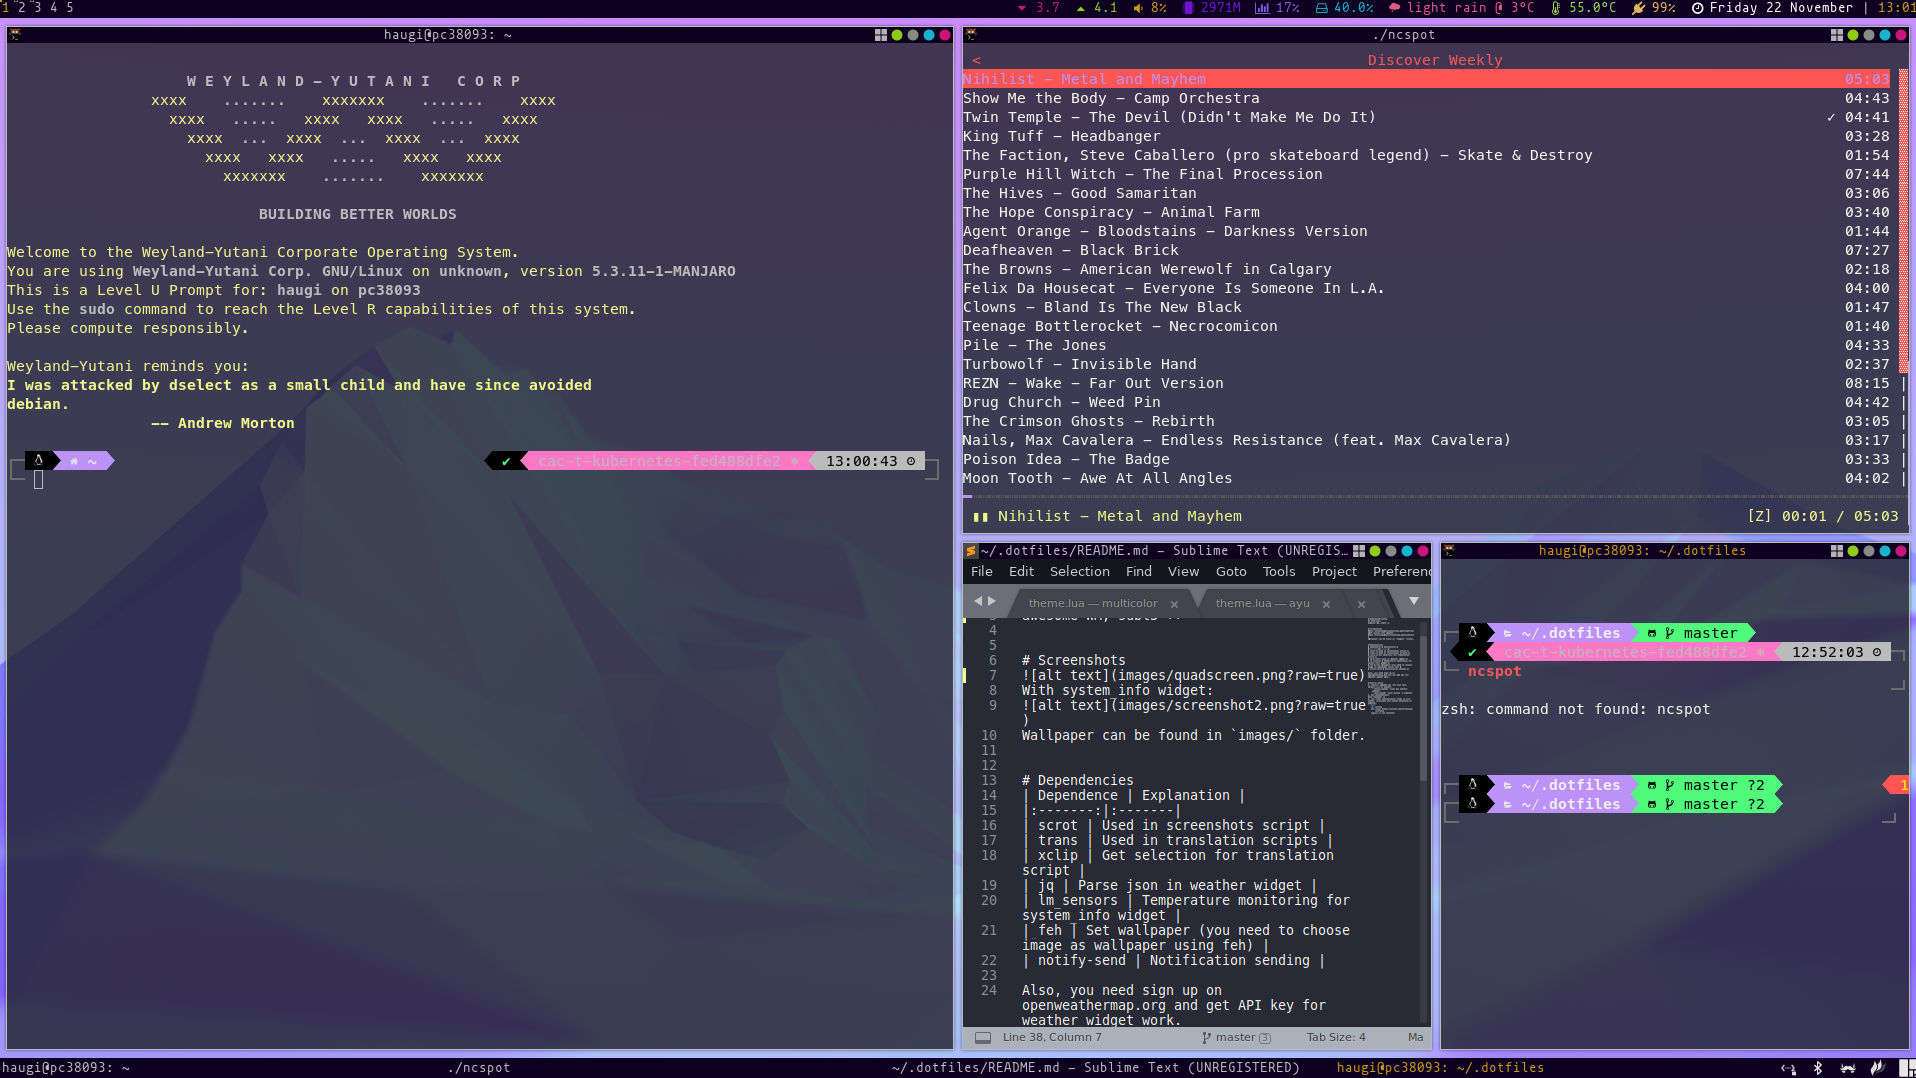 1 2 3 4 5
3.7 4.1 8% 2971M 17% 40.0% light rain @ 3°C 55.0°C 99% Friday 22 November | 13:01
haugi@pc38093: ~
W E Y L A N D – Y U T A N I   C O R P
xxxx    .......    xxxxxxx    .......    xxxx
xxxx   .....   xxxx   xxxx   .....   xxxx
xxxx  ...  xxxx  ...  xxxx  ...  xxxx
xxxx   xxxx   .....   xxxx   xxxx
xxxxxxx    .......    xxxxxxx
BUILDING BETTER WORLDS
Welcome to the Weyland–Yutani Corporate Operating System.
You are using Weyland–Yutani Corp. GNU/Linux on unknown, version 5.3.11–1–MANJARO
This is a Level U Prompt for: haugi on pc38093
Use the sudo command to reach the Level R capabilities of this system.
Please compute responsibly.
Weyland–Yutani reminds you:
I was attacked by dselect as a small child and have since avoided
debian.
–– Andrew Morton
~ ✔ cac–t–kubernetes–fed488dfe2 13:00:43
./ncspot
< Discover Weekly
Nihilist – Metal and Mayhem 05:03
Show Me the Body – Camp Orchestra 04:43
Twin Temple – The Devil (Didn't Make Me Do It) ✓ 04:41
King Tuff – Headbanger 03:28
The Faction, Steve Caballero (pro skateboard legend) – Skate & Destroy 01:54
Purple Hill Witch – The Final Procession 07:44
The Hives – Good Samaritan 03:06
The Hope Conspiracy – Animal Farm 03:40
Agent Orange – Bloodstains – Darkness Version 01:44
Deafheaven – Black Brick 07:27
The Browns – American Werewolf in Calgary 02:18
Felix Da Housecat – Everyone Is Someone In L.A. 04:00
Clowns – Bland Is The New Black 01:47
Teenage Bottlerocket – Necrocomicon 01:40
Pile – The Jones 04:33
Turbowolf – Invisible Hand 02:37
REZN – Wake – Far Out Version 08:15
Drug Church – Weed Pin 04:42
The Crimson Ghosts – Rebirth 03:05
Nails, Max Cavalera – Endless Resistance (feat. Max Cavalera) 03:17
Poison Idea – The Badge 03:33
Moon Tooth – Awe At All Angles 04:02
Nihilist – Metal and Mayhem [Z] 00:01 / 05:03
~/.dotfiles/README.md – Sublime Text (UNREGIS…
File Edit Selection Find View Goto Tools Project Preferenc
theme.lua — multicolor × theme.lua — ayu × ×
4
5
6 # Screenshots
7 ![alt text](images/quadscreen.png?raw=true)
8 With system_info widget:
9 ![alt text](images/screenshot2.png?raw=true
)
10 Wallpaper can be found in `images/` folder.
11
12
13 # Dependencies
14 | Dependence | Explanation |
15 |:-------:|:-------|
16 | scrot | Used in screenshots script |
17 | trans | Used in translation scripts |
18 | xclip | Get selection for translation
script |
19 | jq | Parse json in weather widget |
20 | lm_sensors | Temperature monitoring for
system_info widget |
21 | feh | Set wallpaper (you need to choose
image as wallpaper using feh) |
22 | notify-send | Notification sending |
23
24 Also, you need sign up on
openweathermap.org and get API key for
weather widget work.
Line 38, Column 7 master 3 Tab Size: 4 Ma
haugi@pc38093: ~/.dotfiles
~/.dotfiles master
✔ cac–t–kubernetes–fed488dfe2 12:52:03
ncspot
zsh: command not found: ncspot
~/.dotfiles master ?2 1
~/.dotfiles master ?2
haugi@pc38093: ~ ./ncspot ~/.dotfiles/README.md – Sublime Text (UNREGISTERED) haugi@pc38093: ~/.dotfiles